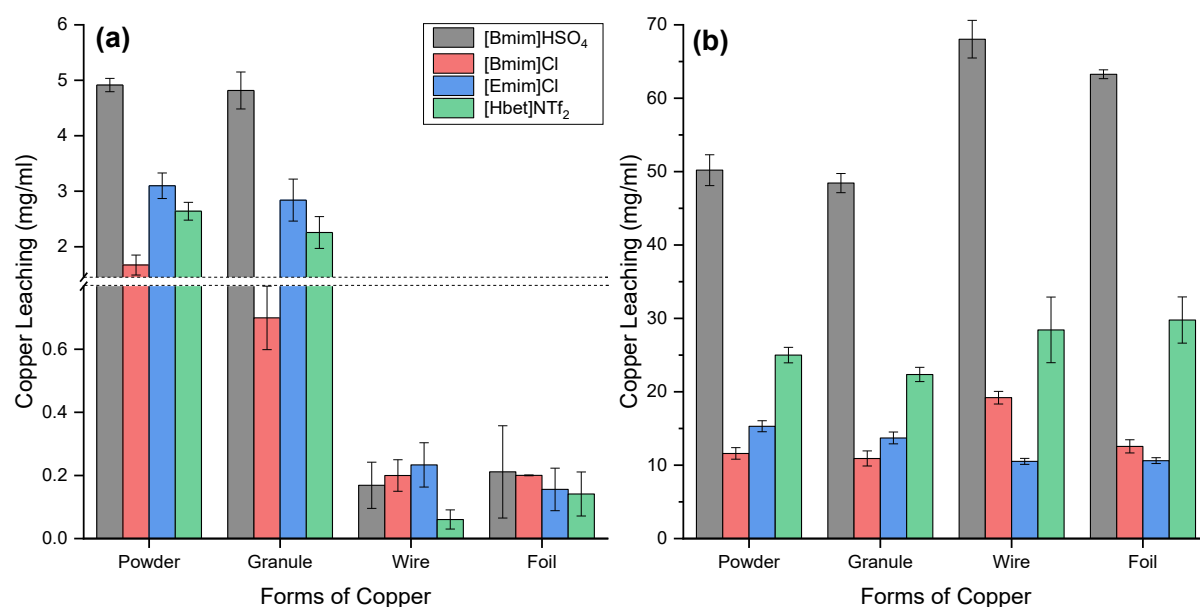 (a)
[Bmim]HSO₄
[Bmim]Cl
[Emim]Cl
[Hbet]NTf₂
Copper Leaching (mg/ml)
6
5
4
3
2
0.6
0.4
0.2
0.0
Powder Granule Wire Foil
Forms of Copper
(b)
Copper Leaching (mg/ml)
70
60
50
40
30
20
10
0
Powder Granule Wire Foil
Forms of Copper